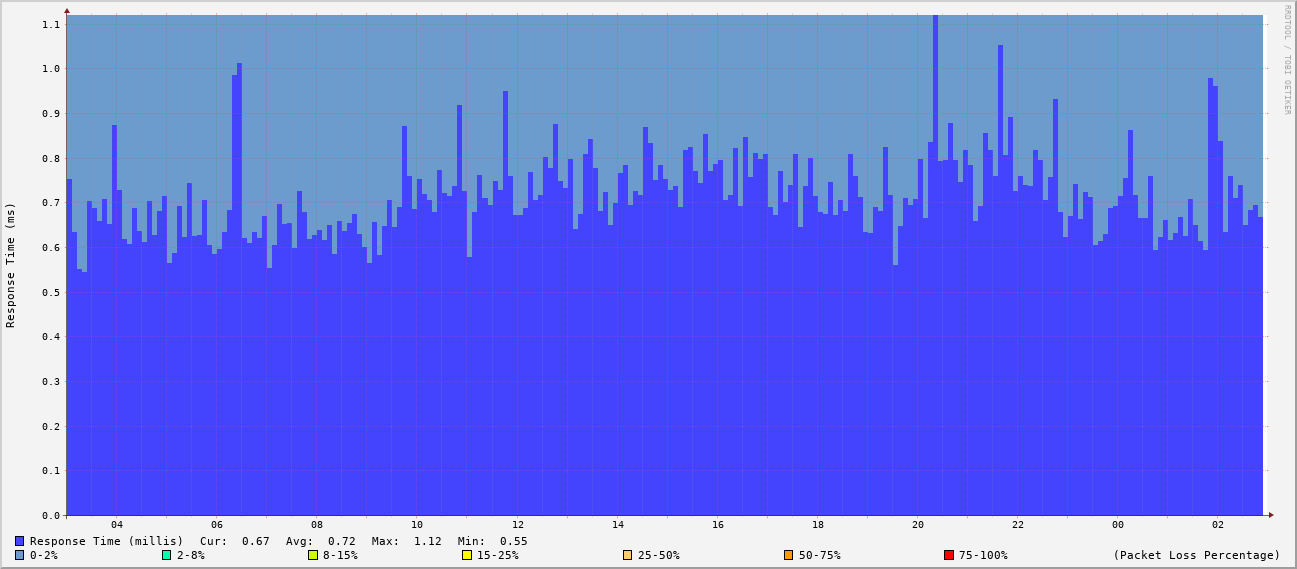 RRDTOOL / TOBI OETIKER
Response Time (ms)
1.1
1.0
0.9
0.8
0.7
0.6
0.5
0.4
0.3
0.2
0.1
0.0
04 06 08 10 12 14 16 18 20 22 00 02
Response Time (millis) Cur: 0.67 Avg: 0.72 Max: 1.12 Min: 0.55
0-2% 2-8% 8-15% 15-25% 25-50% 50-75% 75-100% (Packet Loss Percentage)